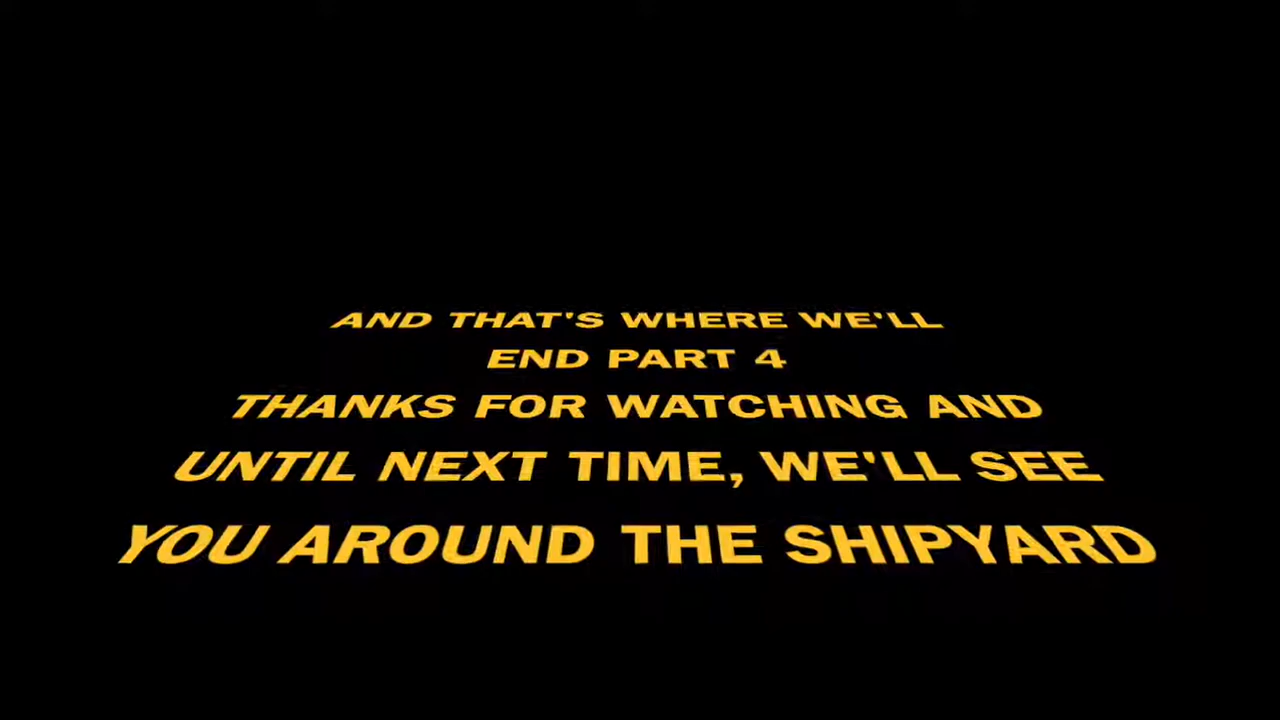 AND THAT'S WHERE WE'LL
END PART 4
THANKS FOR WATCHING AND
UNTIL NEXT TIME, WE'LL SEE
YOU AROUND THE SHIPYARD